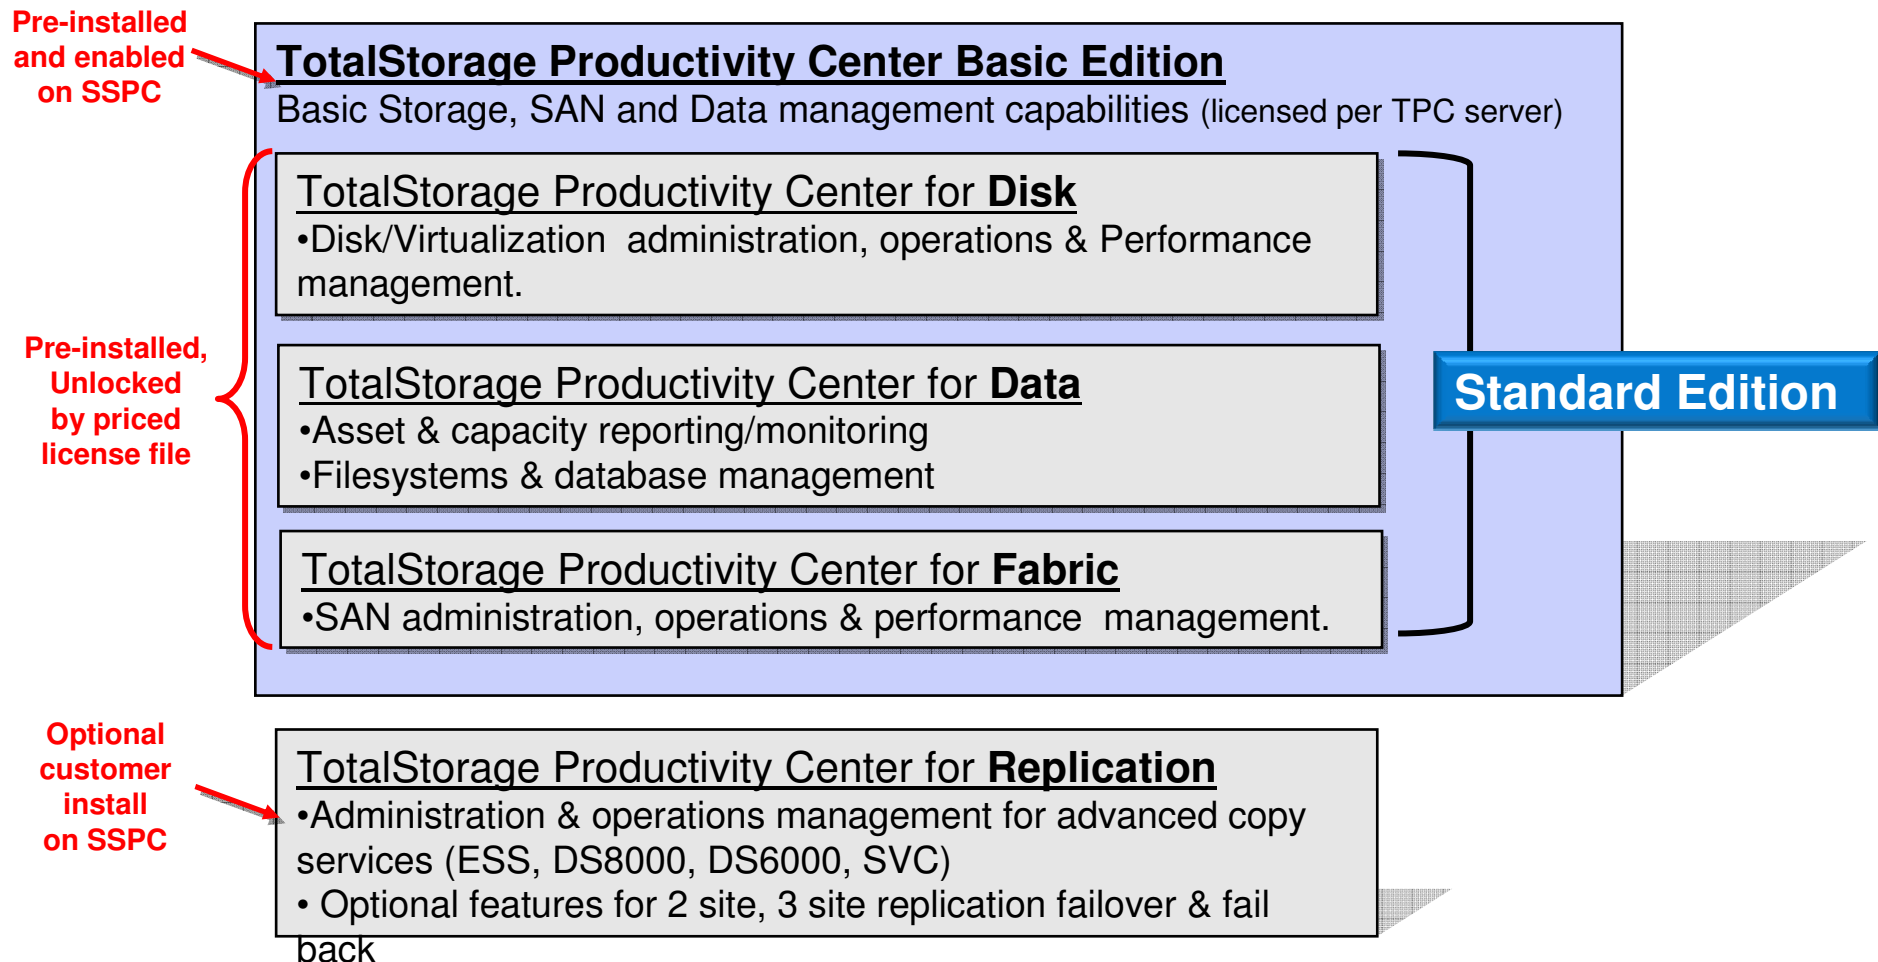 Pre-installed
and enabled
on SSPC
TotalStorage Productivity Center Basic Edition
Basic Storage, SAN and Data management capabilities (licensed per TPC server)
TotalStorage Productivity Center for Disk
•Disk/Virtualization administration, operations & Performance
management.
Pre-installed,
Unlocked
by priced
license file
TotalStorage Productivity Center for Data
•Asset & capacity reporting/monitoring
•Filesystems & database management
Standard Edition
TotalStorage Productivity Center for Fabric
•SAN administration, operations & performance management.
Optional
customer
install
on SSPC
TotalStorage Productivity Center for Replication
•Administration & operations management for advanced copy
services (ESS, DS8000, DS6000, SVC)
• Optional features for 2 site, 3 site replication failover & fail
back